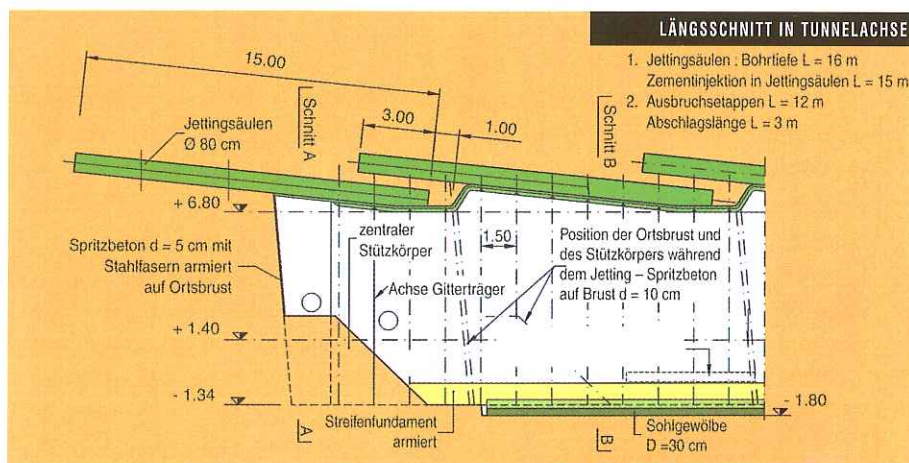 LÄNGSSCHNITT IN TUNNELACHSE
1. Jettingsäulen : Bohrtiefe L = 16 m
Zementinjektion in Jettingsäulen L = 15 m
2. Ausbruchsetappen L = 12 m
Abschlagslänge L = 3 m
15.00
Schnitt A
3.00
1.00
Schnitt B
Jettingsäulen
Ø 80 cm
+ 6.80
zentraler
Stützkörper
1.50
Position der Ortsbrust und
des Stützkörpers während
dem Jetting – Spritzbeton
auf Brust d = 10 cm
Spritzbeton d = 5 cm mit
Stahlfasern armiert
auf Ortsbrust
Achse Gitterträger
+ 1.40
- 1.34
- 1.80
Streifenfundament
armiert
Sohlgewölbe
D =30 cm
A
B